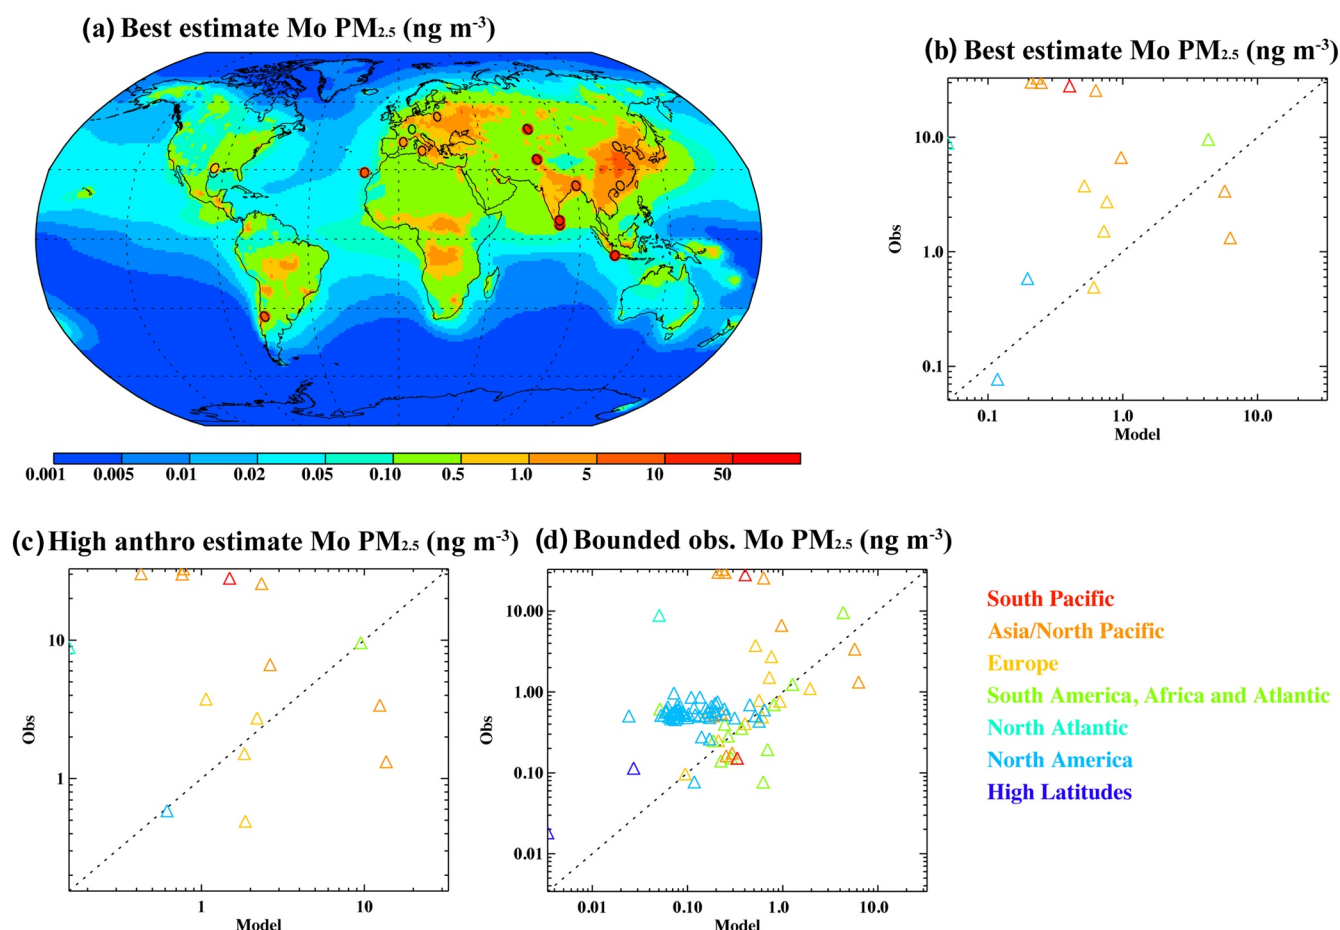 (a) Best estimate Mo PM2.5 (ng m-3)
0.001 0.005 0.01 0.02 0.05 0.10 0.5 1.0 5 10 50
(b) Best estimate Mo PM2.5 (ng m-3)
Obs
10.0
1.0
0.1
0.1 1.0 10.0
Model
(c) High anthro estimate Mo PM2.5 (ng m-3)
Obs
10
1
1 10
Model
(d) Bounded obs. Mo PM2.5 (ng m-3)
Obs
10.00
1.00
0.10
0.01
0.01 0.10 1.0 10.0
Model
South Pacific
Asia/North Pacific
Europe
South America, Africa and Atlantic
North Atlantic
North America
High Latitudes